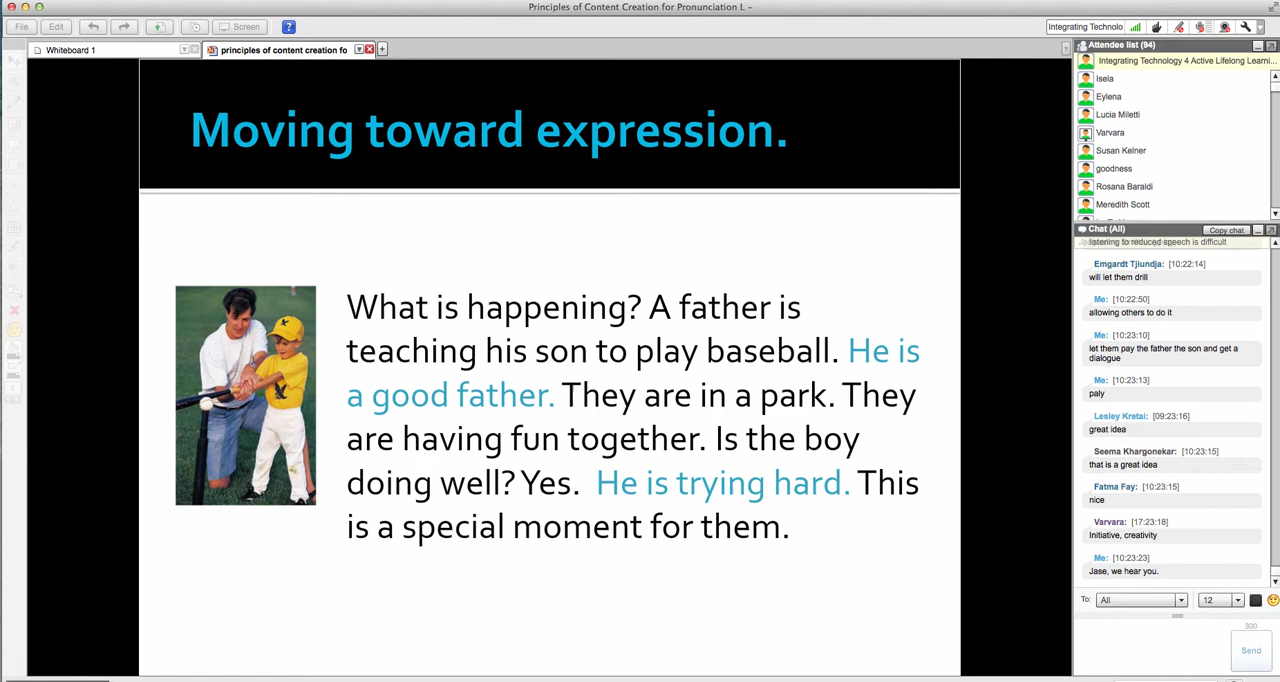 Principles of Content Creation for Pronunciation L –
File
Edit
Screen
?
Integrating Technolo
Whiteboard 1
principles of content creation fo
Attendee list (94)
Integrating Technology 4 Active Lifelong Learni...
Isela
Eylena
Lucia Miletti
Varvara
Susan Kelner
goodness
Rosana Baraldi
Meredith Scott
Moving toward expression.
What is happening? A father is
teaching his son to play baseball. He is
a good father. They are in a park. They
are having fun together. Is the boy
doing well? Yes. He is trying hard. This
is a special moment for them.
Chat (All)
Copy chat
listening to reduced speech is difficult
Emgardt Tjiundja: [10:22:14]
will let them drill
Me: [10:22:50]
allowing others to do it
Me: [10:23:10]
let them pay the father the son and get a
dialogue
Me: [10:23:13]
paly
Lesley Kretai: [09:23:16]
great idea
Seema Khargonekar: [10:23:15]
that is a great idea
Fatma Fay: [10:23:15]
nice
Varvara: [17:23:18]
Initiative, creativity
Me: [10:23:23]
Jase, we hear you.
To:
All
12
300
Send